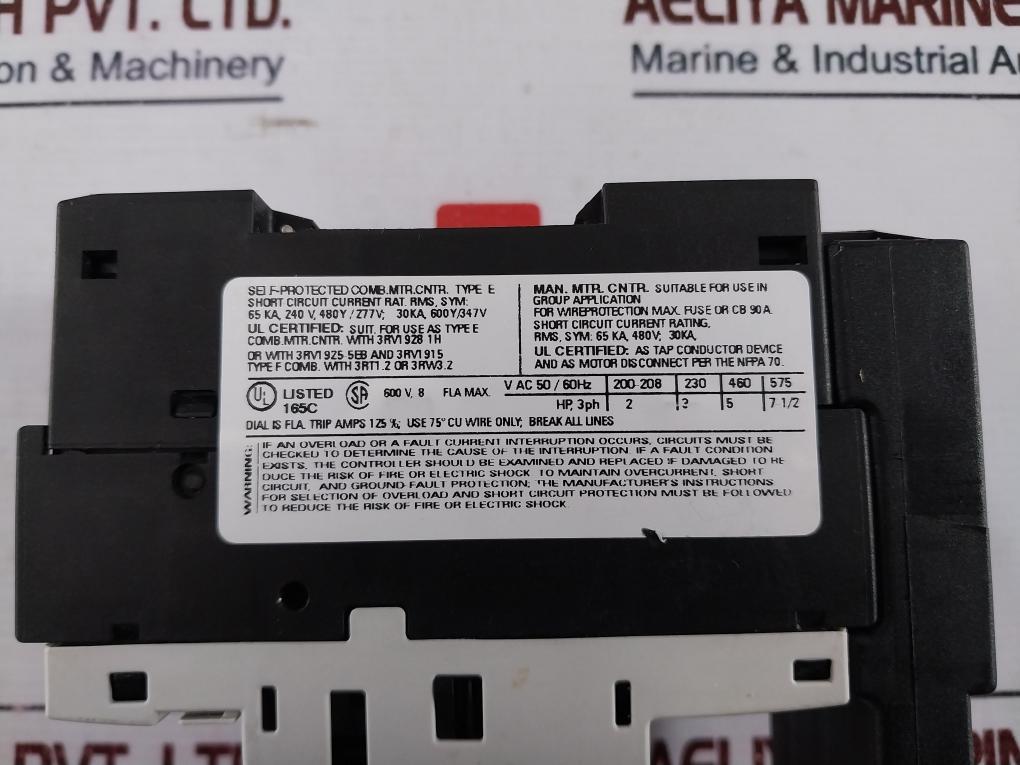 H PVT. LTD.
on & Machinery
AELIYA MARINE
Marine & Industrial Au
SELF-PROTECTED COMB.MTR.CNTR. TYPE E
SHORT CIRCUIT CURRENT RAT. RMS, SYM:
65 KA, 240 V, 480Y / 277V; 30KA, 600Y/347V
UL CERTIFIED: SUIT. FOR USE AS TYPE E
COMB.MTR.CNTR. WITH 3RV1928 1H
OR WITH 3RV1925 5EB AND 3RV1915
TYPE F COMB. WITH 3RT1.2 OR 3RW3.2
MAN. MTR. CNTR. SUITABLE FOR USE IN
GROUP APPLICATION
FOR WIREPROTECTION MAX. FUSE OR CB 90 A.
SHORT CIRCUIT CURRENT RATING,
RMS, SYM: 65 KA, 480V; 30KA,
UL CERTIFIED: AS TAP CONDUCTOR DEVICE
AND AS MOTOR DISCONNECT PER THE NFPA 70.
UL LISTED 165C
SA 600 V, 8 FLA MAX.
V AC 50 / 60Hz 200-208 230 460 575
HP, 3ph 2 5 7 1/2
DIAL IS FLA. TRIP AMPS 125 %; USE 75° CU WIRE ONLY; BREAK ALL LINES
WARNING:
IF AN OVERLOAD OR A FAULT CURRENT INTERRUPTION OCCURS, CIRCUITS MUST BE
CHECKED TO DETERMINE THE CAUSE OF THE INTERRUPTION. IF A FAULT CONDITION
EXISTS, THE CONTROLLER SHOULD BE EXAMINED AND REPLACED IF DAMAGED TO RE
DUCE THE RISK OF FIRE OR ELECTRIC SHOCK. TO MAINTAIN OVERCURRENT, SHORT
CIRCUIT, AND GROUND-FAULT PROTECTION; THE MANUFACTURER'S INSTRUCTIONS
FOR SELECTION OF OVERLOAD AND SHORT CIRCUIT PROTECTION MUST BE FOLLOWED
TO REDUCE THE RISK OF FIRE OR ELECTRIC SHOCK.